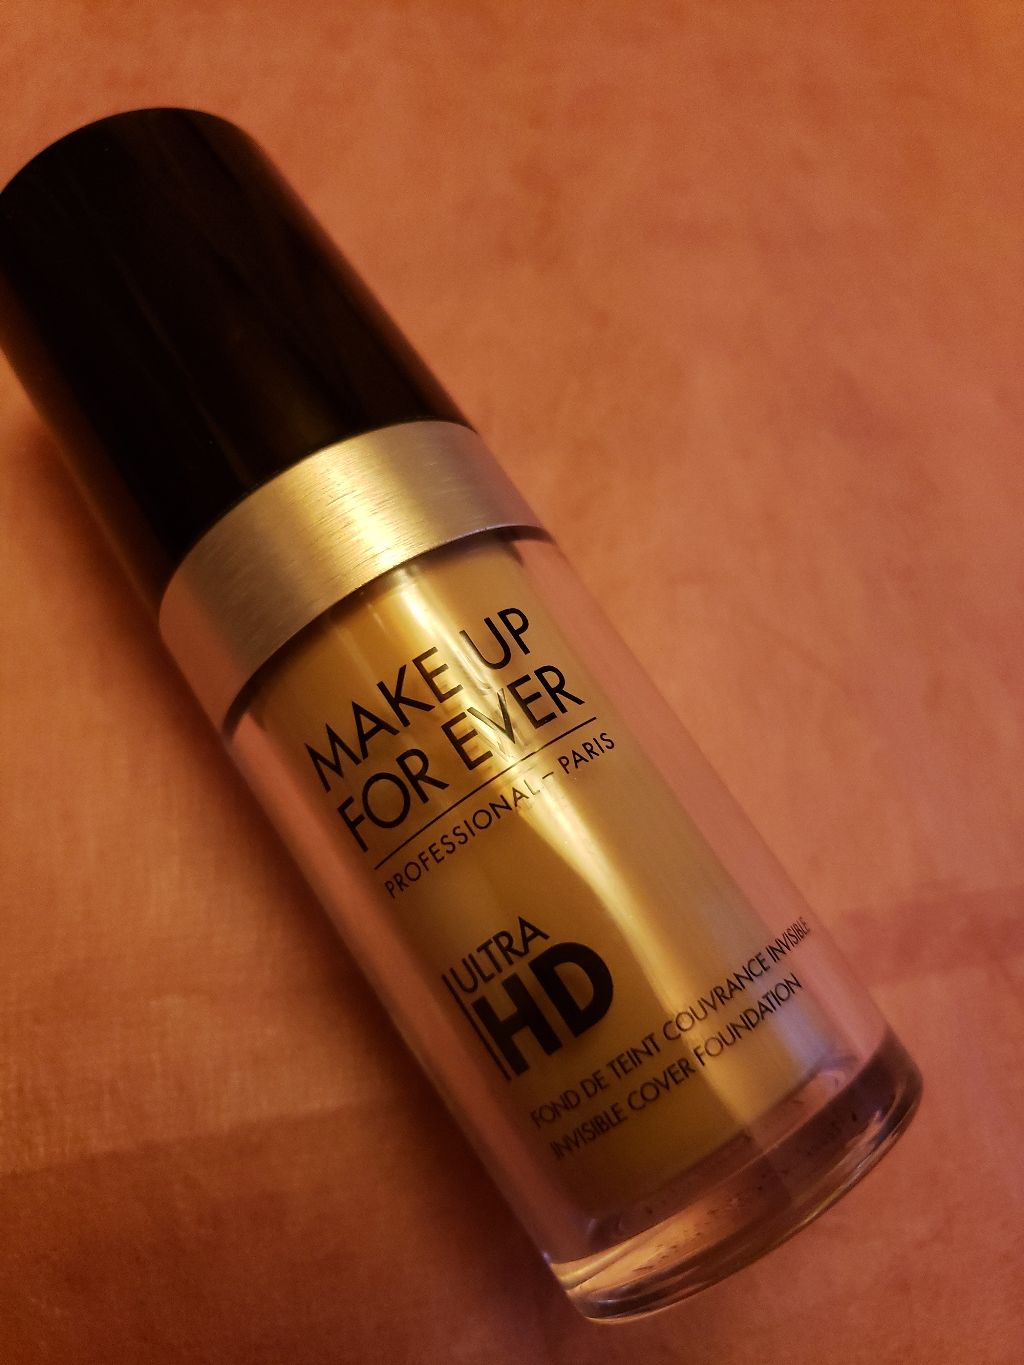 MAKE UP
FOR EVER
PROFESSIONAL – PARIS
ULTRA
HD
FOND DE TEINT COUVRANCE INVISIBLE
INVISIBLE COVER FOUNDATION